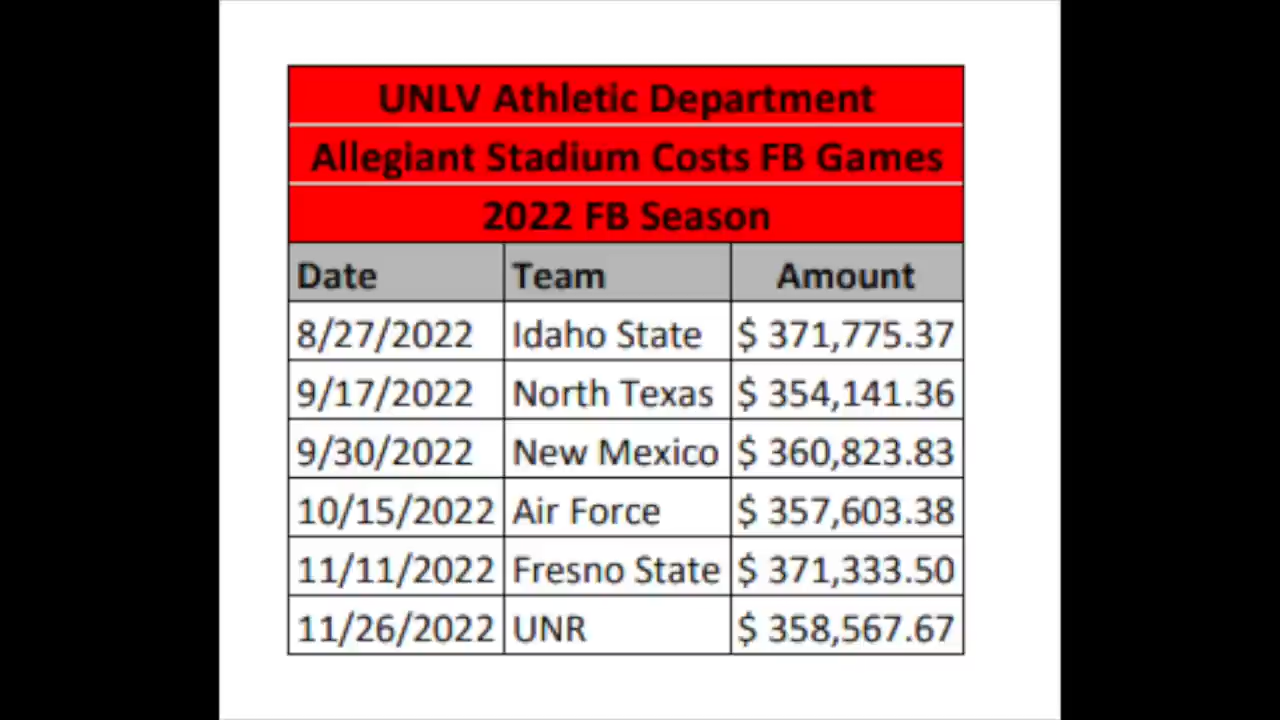 UNLV Athletic Department
Allegiant Stadium Costs FB Games
2022 FB Season
Date Team Amount
8/27/2022 Idaho State $ 371,775.37
9/17/2022 North Texas $ 354,141.36
9/30/2022 New Mexico $ 360,823.83
10/15/2022 Air Force $ 357,603.38
11/11/2022 Fresno State $ 371,333.50
11/26/2022 UNR $ 358,567.67